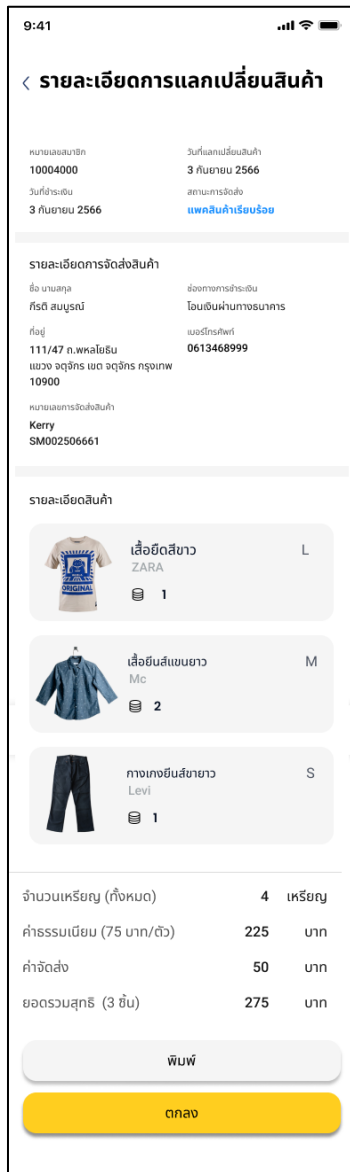 9:41
รายละเอียดการแลกเปลี่ยนสินค้า
หมายเลขสมาชิก วันที่แลกเปลี่ยนสินค้า
10004000 3 กันยายน 2566
วันที่ชำระเงิน สถานะการจัดส่ง
3 กันยายน 2566 แพคสินค้าเรียบร้อย
รายละเอียดการจัดส่งสินค้า
ชื่อ นามสกุล ช่องทางการชำระเงิน
กีรติ สมบูรณ์ โอนเงินผ่านทางธนาคาร
ที่อยู่ เบอร์โทรศัพท์
111/47 ถ.พหลโยธิน 0613468999
แขวง จตุจักร เขต จตุจักร กรุงเทพ
10900
หมายเลขการจัดส่งสินค้า
Kerry
SM002506661
รายละเอียดสินค้า
เสื้อยืดสีขาว L
ZARA
1
ORIGINAL
เสื้อยีนส์แขนยาว M
Mc
2
กางเกงยีนส์ขายาว S
Levi
1
จำนวนเหรียญ (ทั้งหมด) 4 เหรียญ
ค่าธรรมเนียม (75 บาท/ตัว) 225 บาท
ค่าจัดส่ง 50 บาท
ยอดรวมสุทธิ (3 ชิ้น) 275 บาท
พิมพ์
ตกลง